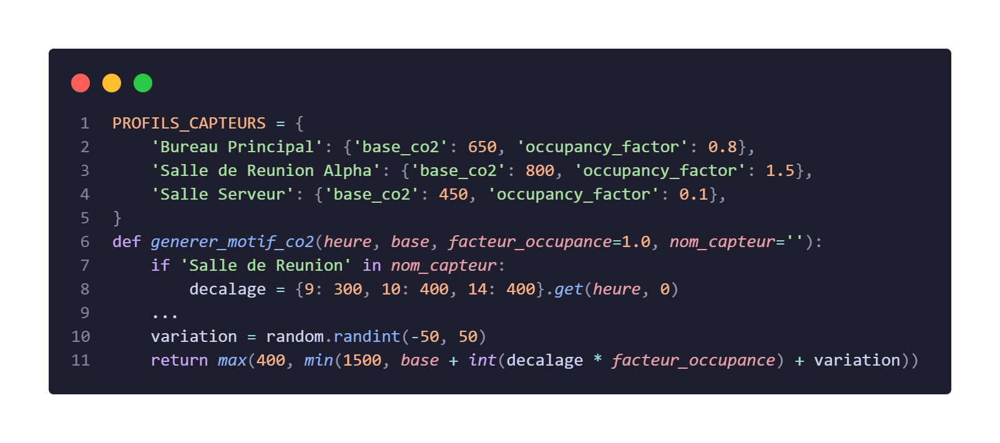 1 PROFILS_CAPTEURS = {
2     'Bureau Principal': {'base_co2': 650, 'occupancy_factor': 0.8},
3     'Salle de Reunion Alpha': {'base_co2': 800, 'occupancy_factor': 1.5},
4     'Salle Serveur': {'base_co2': 450, 'occupancy_factor': 0.1},
5 }
6 def generer_motif_co2(heure, base, facteur_occupance=1.0, nom_capteur=''):
7     if 'Salle de Reunion' in nom_capteur:
8         decalage = {9: 300, 10: 400, 14: 400}.get(heure, 0)
9     ...
10     variation = random.randint(-50, 50)
11     return max(400, min(1500, base + int(decalage * facteur_occupance) + variation))